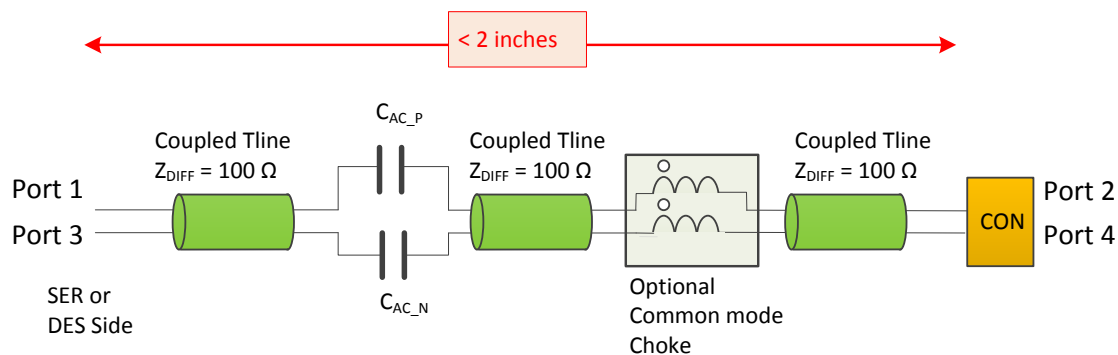 < 2 inches
C_AC_P
Coupled Tline
Z_DIFF = 100 Ω
Coupled Tline
Z_DIFF = 100 Ω
Coupled Tline
Z_DIFF = 100 Ω
Port 1
Port 3
CON
Port 2
Port 4
SER or
DES Side
C_AC_N
Optional
Common mode
Choke